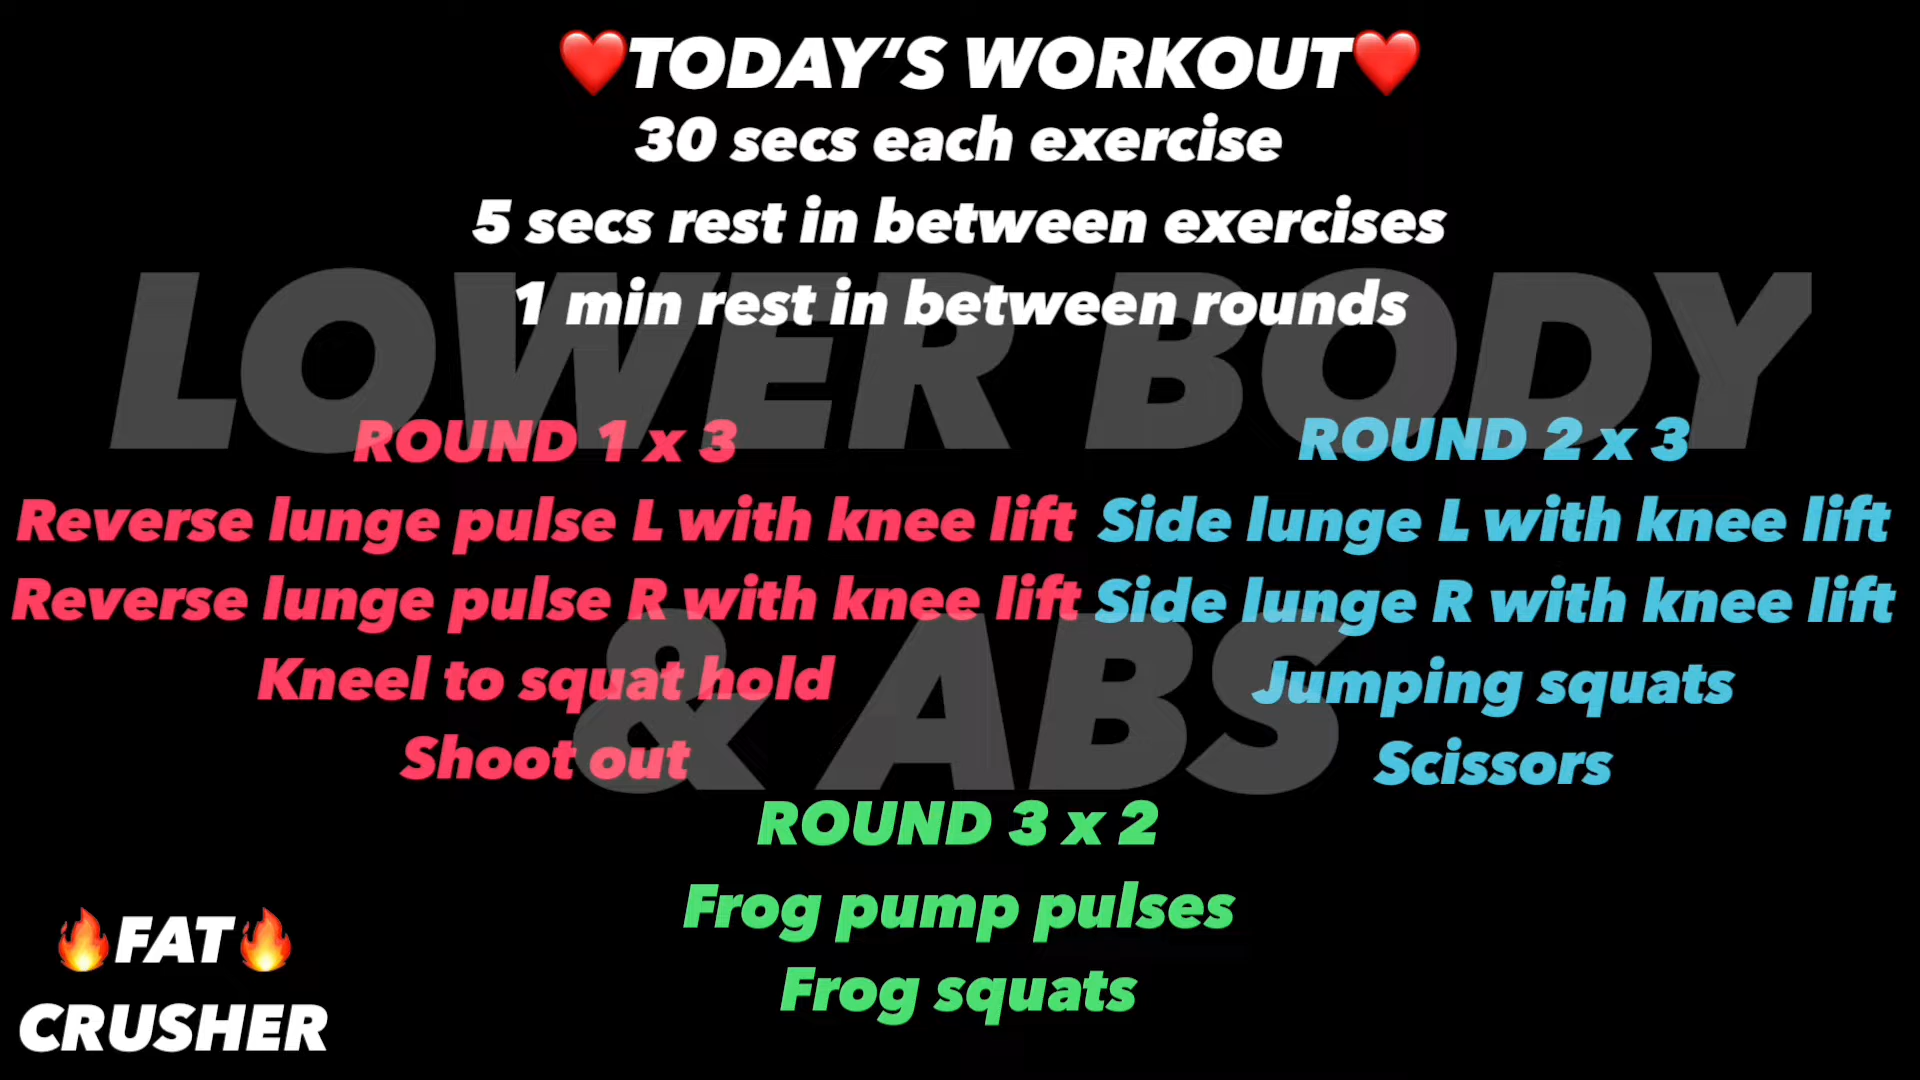 ❤️TODAY’S WORKOUT❤️
30 secs each exercise
5 secs rest in between exercises
1 min rest in between rounds
LOWER BODY
& ABS
ROUND 1 x 3
Reverse lunge pulse L with knee lift
Reverse lunge pulse R with knee lift
Kneel to squat hold
Shoot out
ROUND 2 x 3
Side lunge L with knee lift
Side lunge R with knee lift
Jumping squats
Scissors
ROUND 3 x 2
Frog pump pulses
Frog squats
🔥FAT🔥
CRUSHER